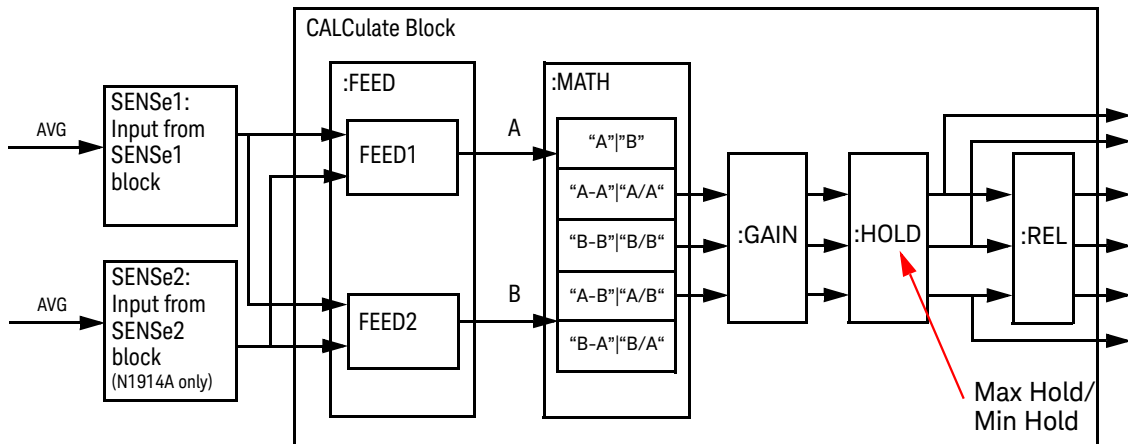 CALCulate Block
AVG
SENSe1:
Input from
SENSe1
block
AVG
SENSe2:
Input from
SENSe2
block
(N1914A only)
:FEED
FEED1
FEED2
A
B
:MATH
“A”|”B”
“A-A”|“A/A“
“B-B”|“B/B“
“A-B”|“A/B“
“B-A”|“B/A“
:GAIN
:HOLD
:REL
Max Hold/
Min Hold